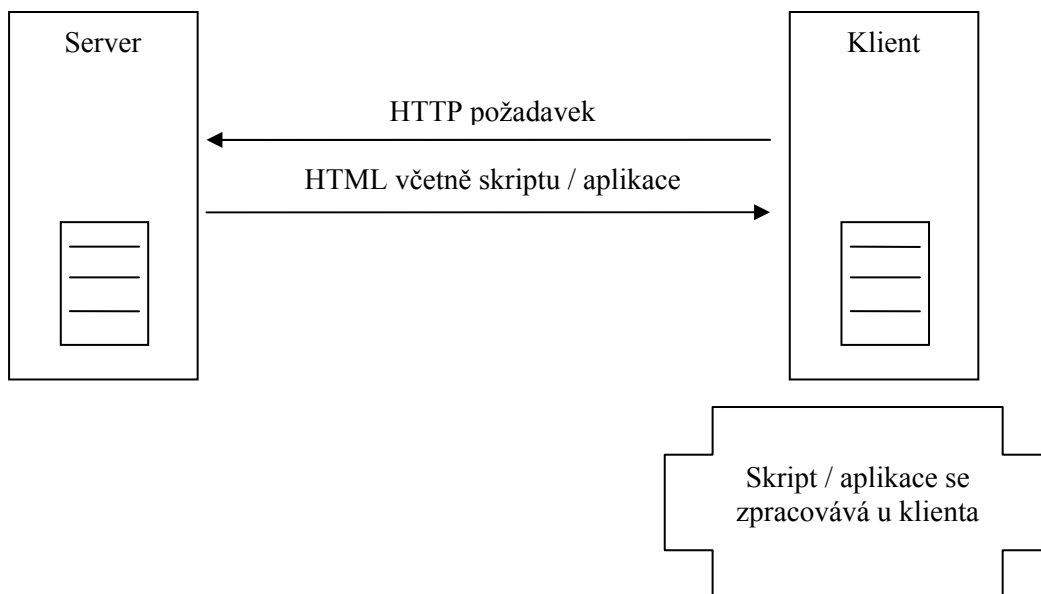 Server
Klient
HTTP požadavek
HTML včetně skriptu / aplikace
Skript / aplikace se
zpracovává u klienta